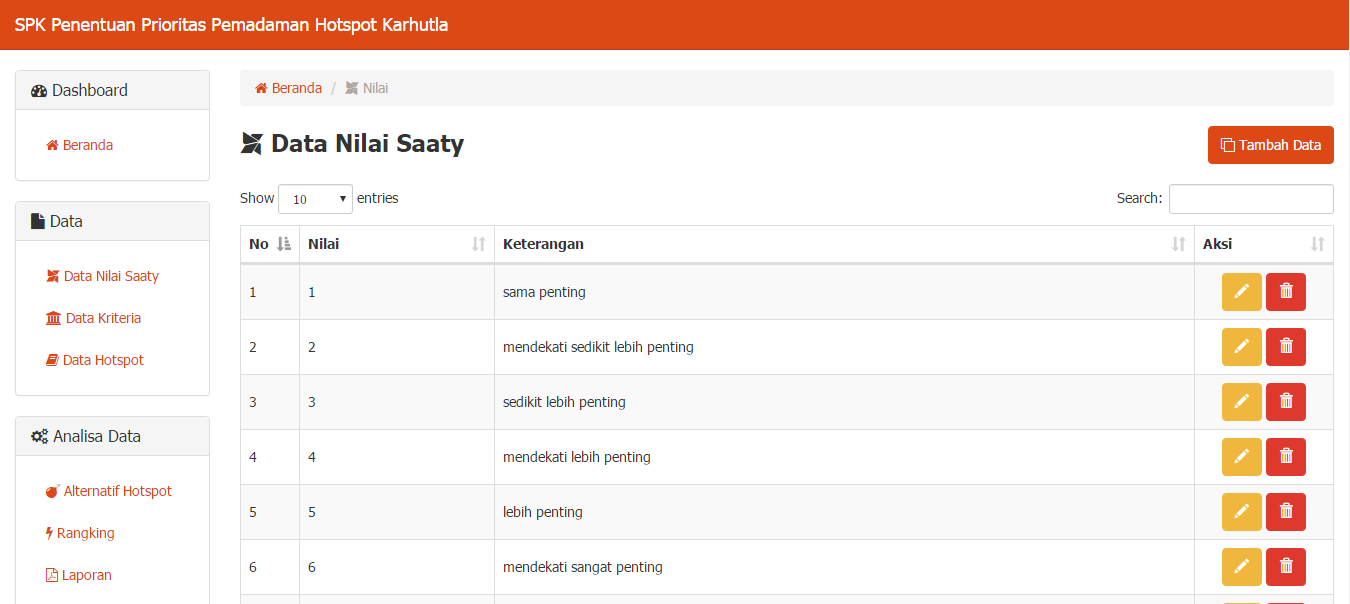 SPK Penentuan Prioritas Pemadaman Hotspot Karhutla
Dashboard
Beranda
Data
Data Nilai Saaty
Data Kriteria
Data Hotspot
Analisa Data
Alternatif Hotspot
Rangking
Laporan
Beranda / Nilai
Data Nilai Saaty
Tambah Data
Show 10 entries
Search:
No Nilai Keterangan Aksi
1 1 sama penting
2 2 mendekati sedikit lebih penting
3 3 sedikit lebih penting
4 4 mendekati lebih penting
5 5 lebih penting
6 6 mendekati sangat penting